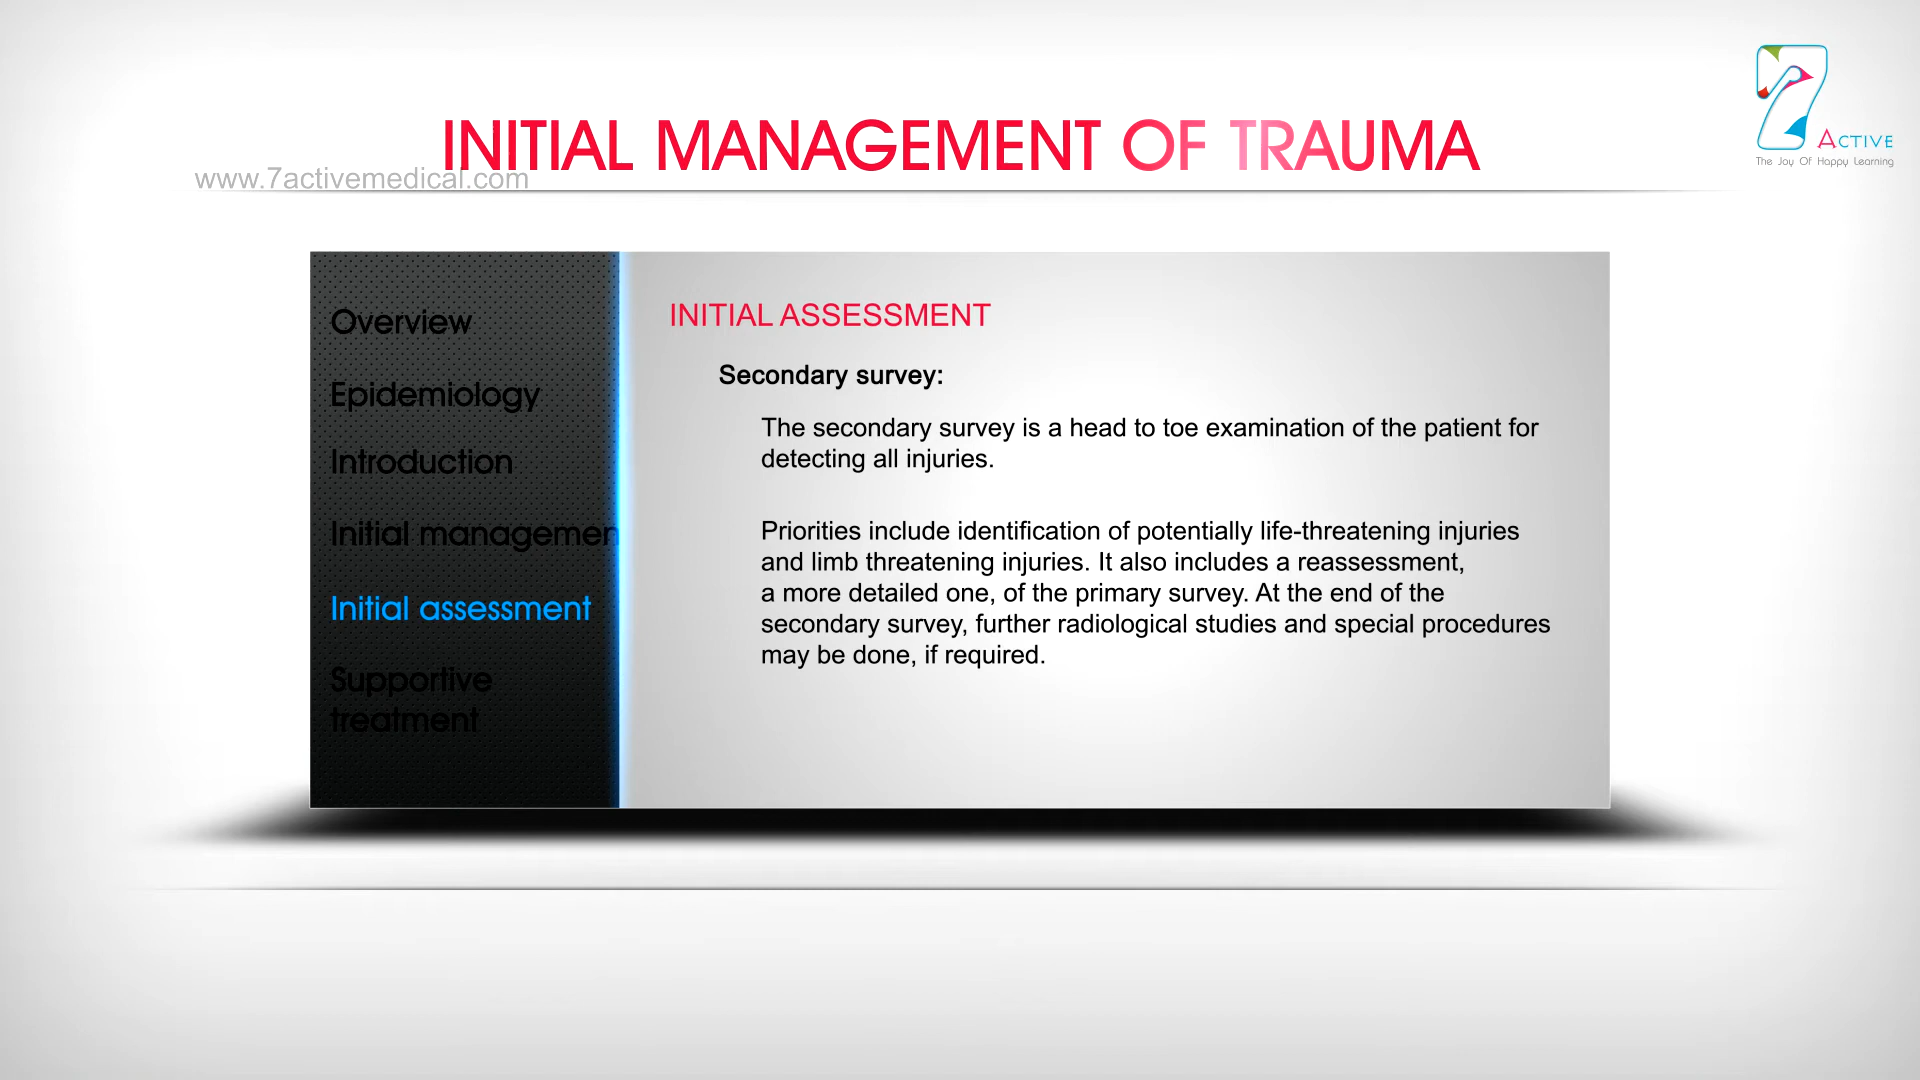 INITIAL MANAGEMENT OF TRAUMA
www.7activemedical.com
7
ACTIVE
The Joy Of Happy Learning
Overview
Epidemiology
Introduction
Initial managemen
Initial assessment
Supportive
treatment
INITIAL ASSESSMENT
Secondary survey:
The secondary survey is a head to toe examination of the patient for
detecting all injuries.
Priorities include identification of potentially life-threatening injuries
and limb threatening injuries. It also includes a reassessment,
a more detailed one, of the primary survey. At the end of the
secondary survey, further radiological studies and special procedures
may be done, if required.